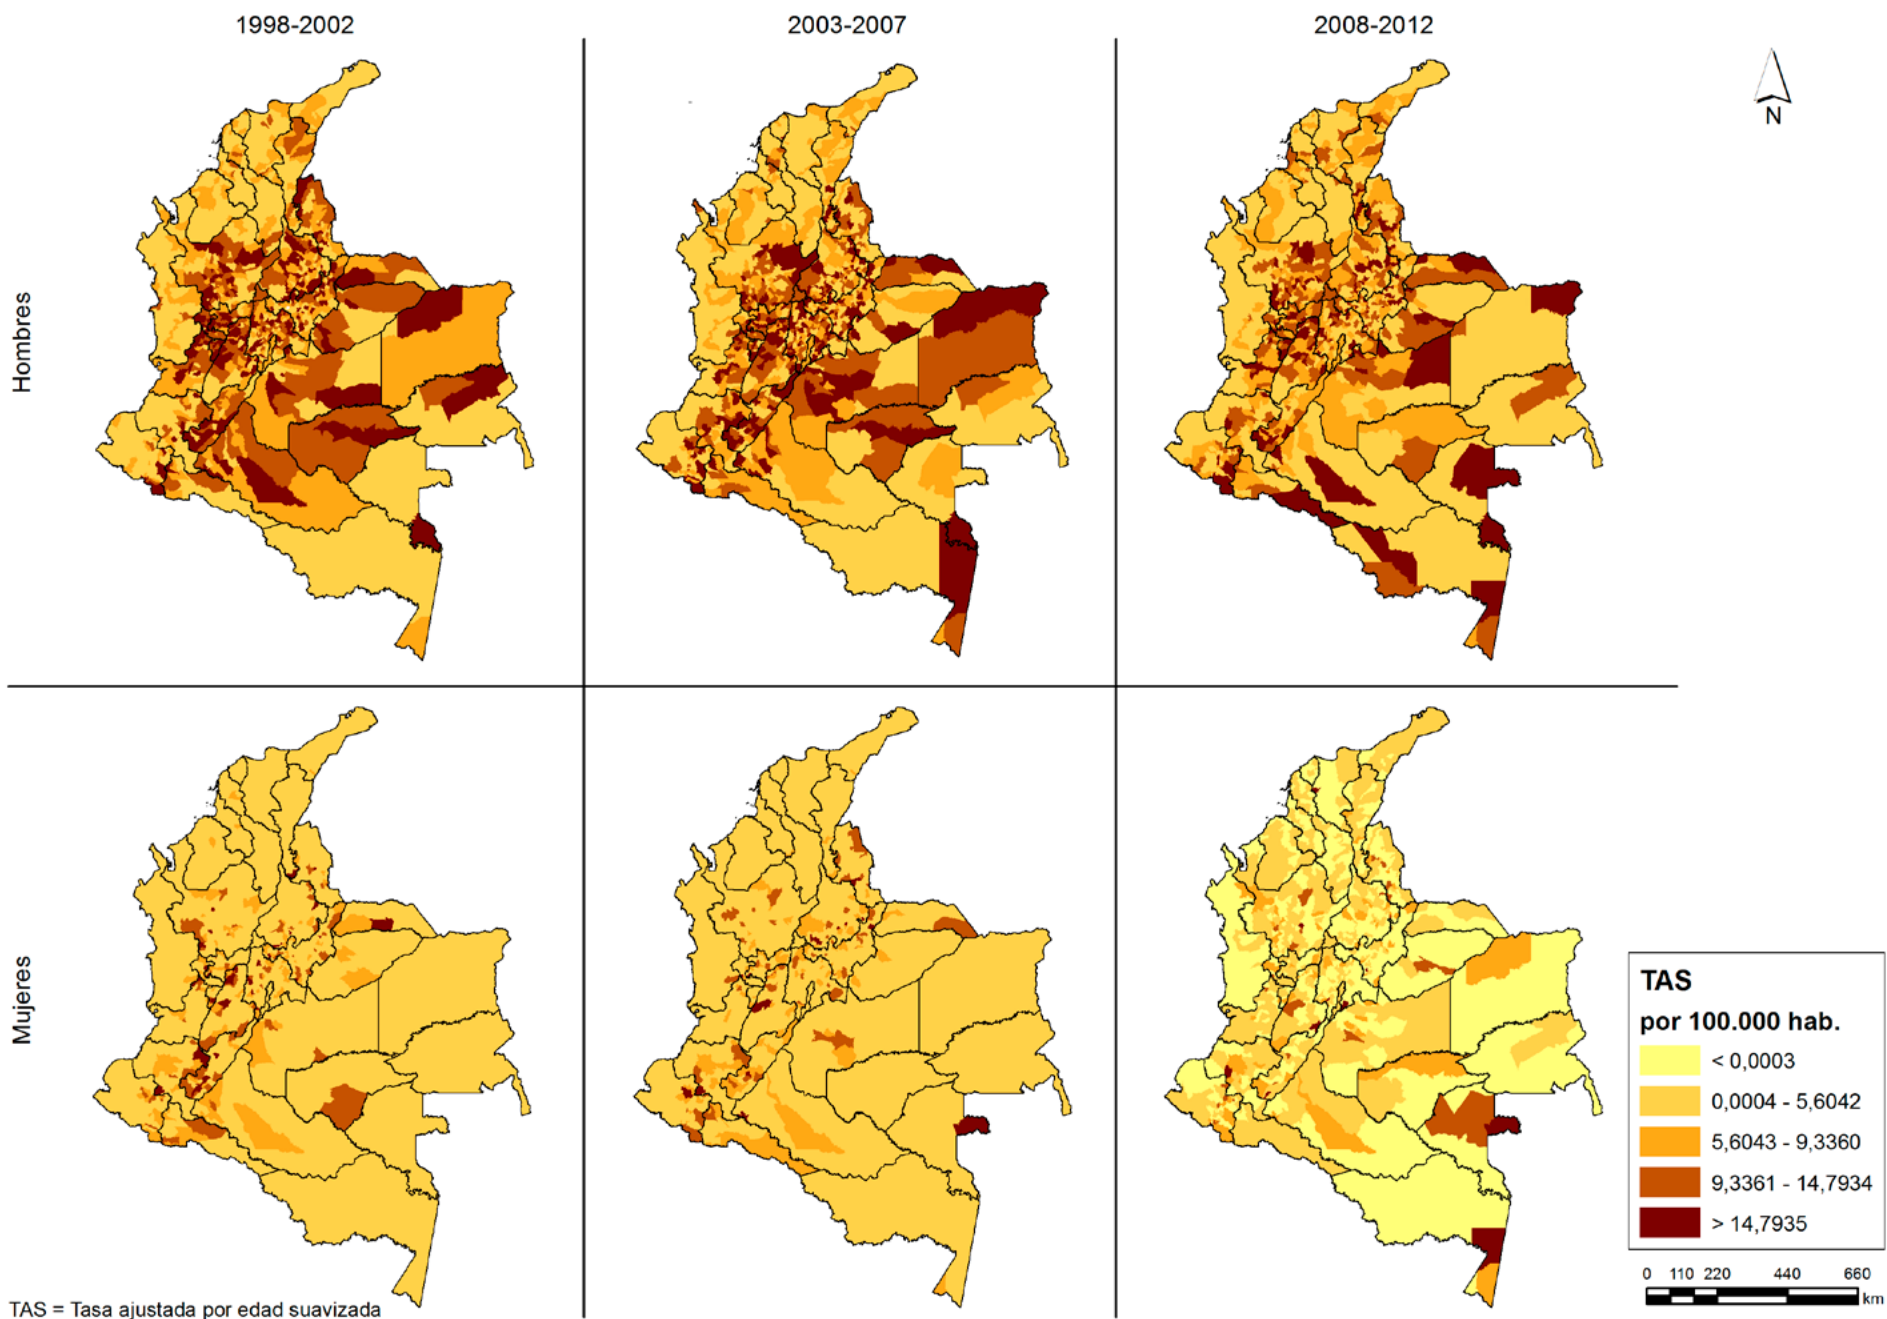 1998-2002
2003-2007
2008-2012
N
Hombres
Mujeres
TAS
por 100.000 hab.
< 0,0003
0,0004 - 5,6042
5,6043 - 9,3360
9,3361 - 14,7934
> 14,7935
0 110 220 440 660
km
TAS = Tasa ajustada por edad suavizada